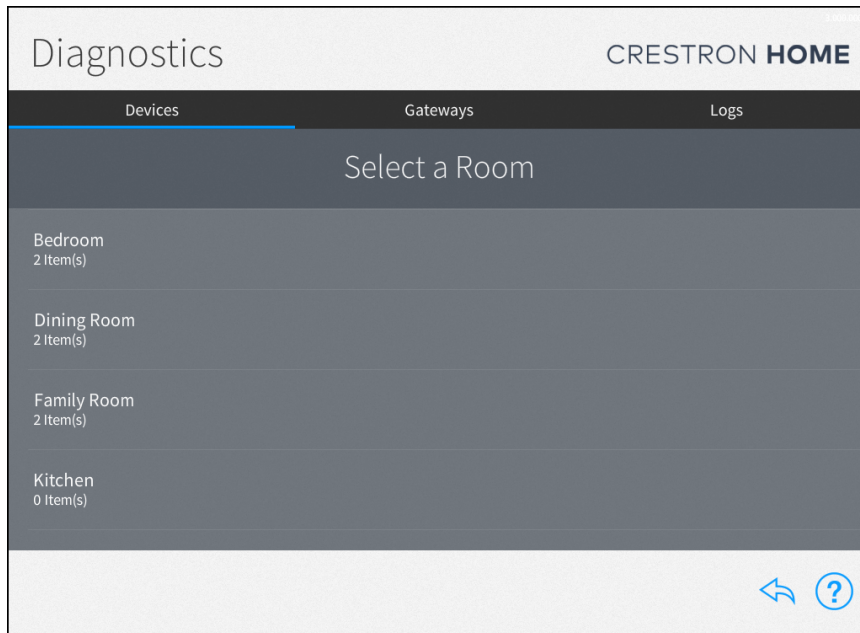 Diagnostics
CRESTRON HOME
Devices
Gateways
Logs
Select a Room
Bedroom
2 Item(s)
Dining Room
2 Item(s)
Family Room
2 Item(s)
Kitchen
0 Item(s)
?